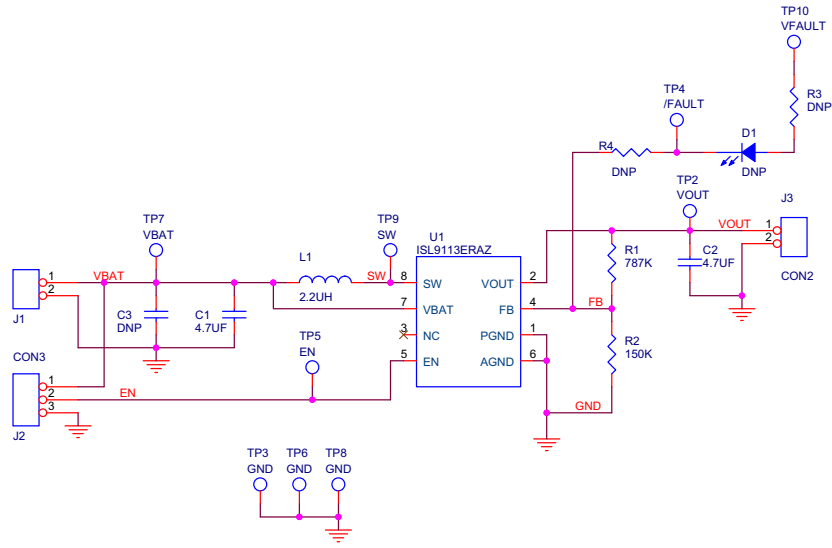 TP10
VFAULT
R3
DNP
TP4
/FAULT
D1
R4
DNP
DNP
TP2
VOUT
J3
VOUT
1
2
CON2
C2
4.7UF
TP7
VBAT
TP9
SW
U1
ISL9113ERAZ
L1
2.2UH
SW
8
SW
VOUT
2
7
VBAT
FB
4
3
NC
PGND
1
5
EN
AGND
6
R1
787K
FB
R2
150K
GND
1
2
J1
VBAT
C3
DNP
C1
4.7UF
TP5
EN
CON3
1
2
3
J2
EN
TP3
GND
TP6
GND
TP8
GND